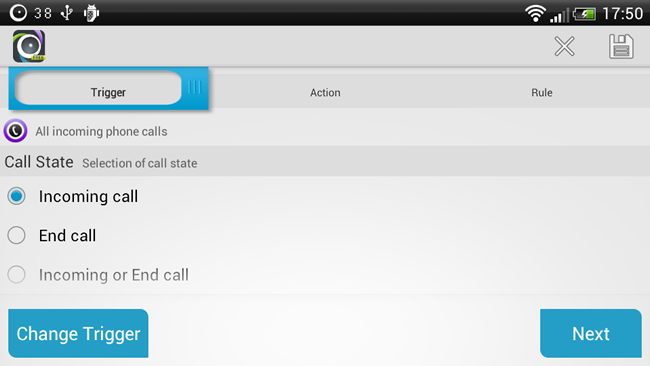 38 17:50
Trigger Action Rule
All incoming phone calls
Call State Selection of call state
Incoming call
End call
Incoming or End call
Change Trigger Next